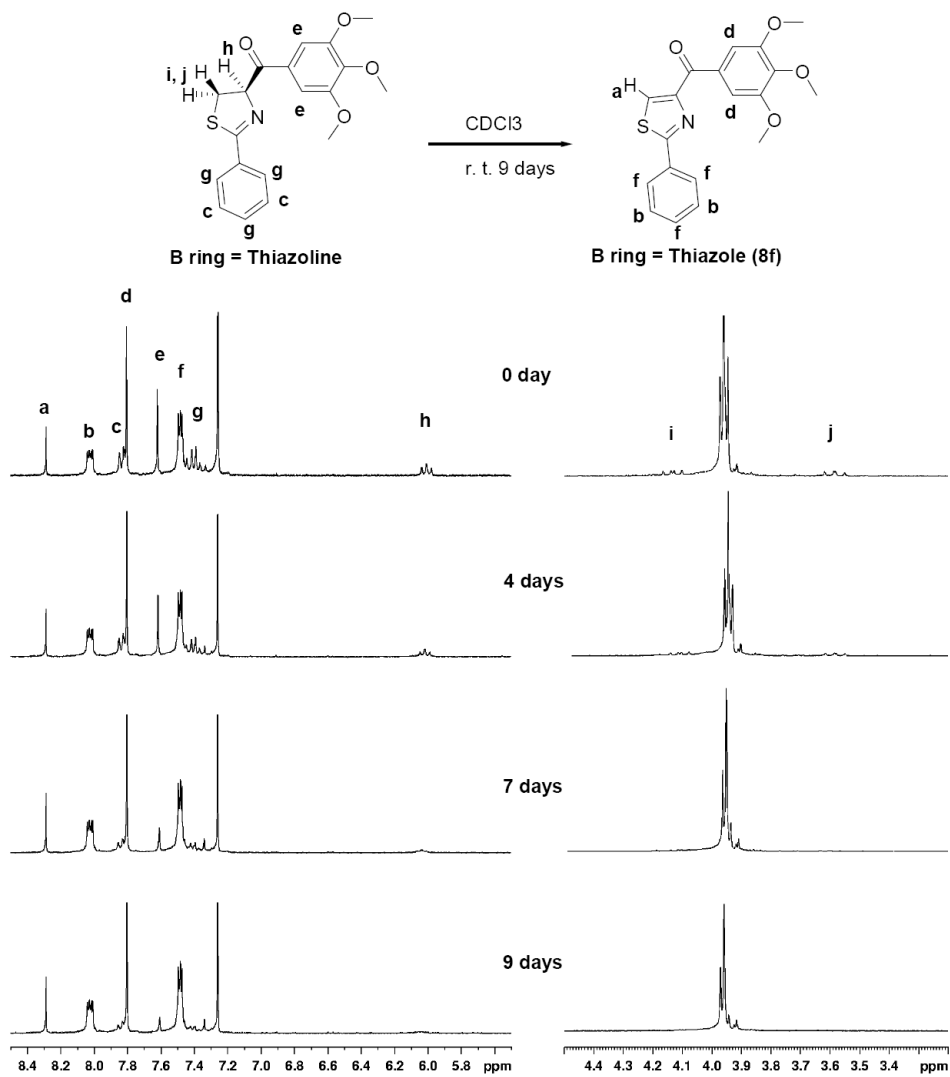 O
h
e
O
O
O
i, j
H
H
H
e
O
S
N
g
g
c
c
g
B ring = Thiazoline
CDCl3
r. t. 9 days
O
d
O
O
H
a
d
O
S
N
f
f
b
b
f
B ring = Thiazole (8f)
a
b
c
d
e
f
g
h
0 day
i
j
4 days
7 days
9 days
8.4 8.2 8.0 7.8 7.6 7.4 7.2 7.0 6.8 6.6 6.4 6.2 6.0 5.8 ppm
4.4 4.3 4.2 4.1 4.0 3.9 3.8 3.7 3.6 3.5 3.4 ppm